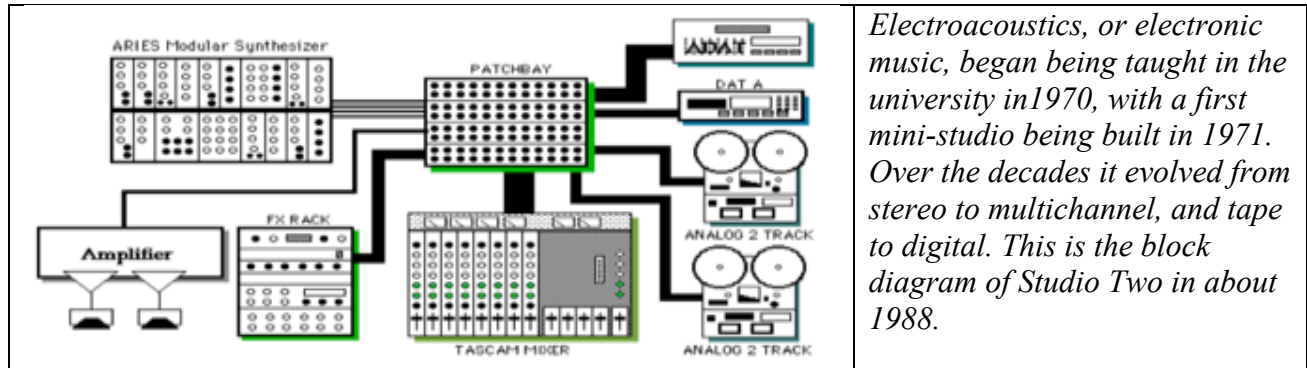 ARIES Modular Synthesizer
PATCHBAY
ADAT
DAT A
FX RACK
Amplifier
ANALOG 2 TRACK
TASCAM MIXER
ANALOG 2 TRACK
Electroacoustics, or electronic
music, began being taught in the
university in1970, with a first
mini-studio being built in 1971.
Over the decades it evolved from
stereo to multichannel, and tape
to digital. This is the block
diagram of Studio Two in about
1988.